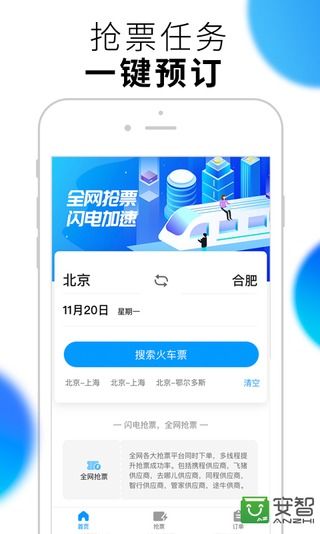 抢票任务
一键预订
全网抢票
闪电加速
北京
合肥
11月20日 星期一
搜索火车票
北京-上海 北京-上海 北京-鄂尔多斯 清空
闪电抢票，全网抢票
全网各大抢票平台同时下单，多线程提
升抢票成功率。包括携程供应商，飞猪
供应商，去哪儿供应商，同程供应商，
智行供应商，管家供应商，途牛供应商。
全网抢票
首页
抢票
订单
安智
ANZHI